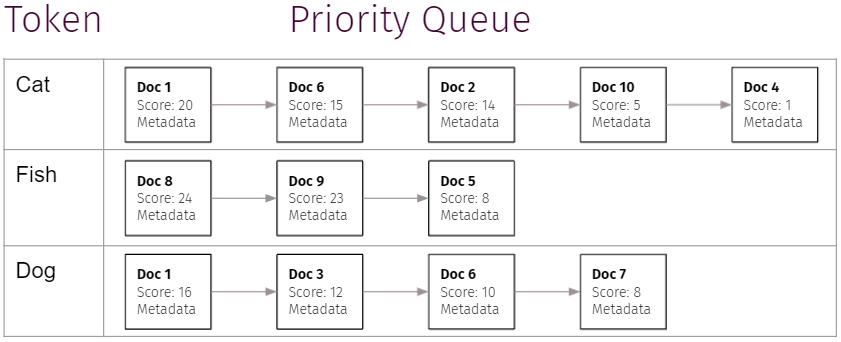 Token Priority Queue
Cat
Doc 1
Score: 20
Metadata
Doc 6
Score: 15
Metadata
Doc 2
Score: 14
Metadata
Doc 10
Score: 5
Metadata
Doc 4
Score: 1
Metadata
Fish
Doc 8
Score: 24
Metadata
Doc 9
Score: 23
Metadata
Doc 5
Score: 8
Metadata
Dog
Doc 1
Score: 16
Metadata
Doc 3
Score: 12
Metadata
Doc 6
Score: 10
Metadata
Doc 7
Score: 8
Metadata